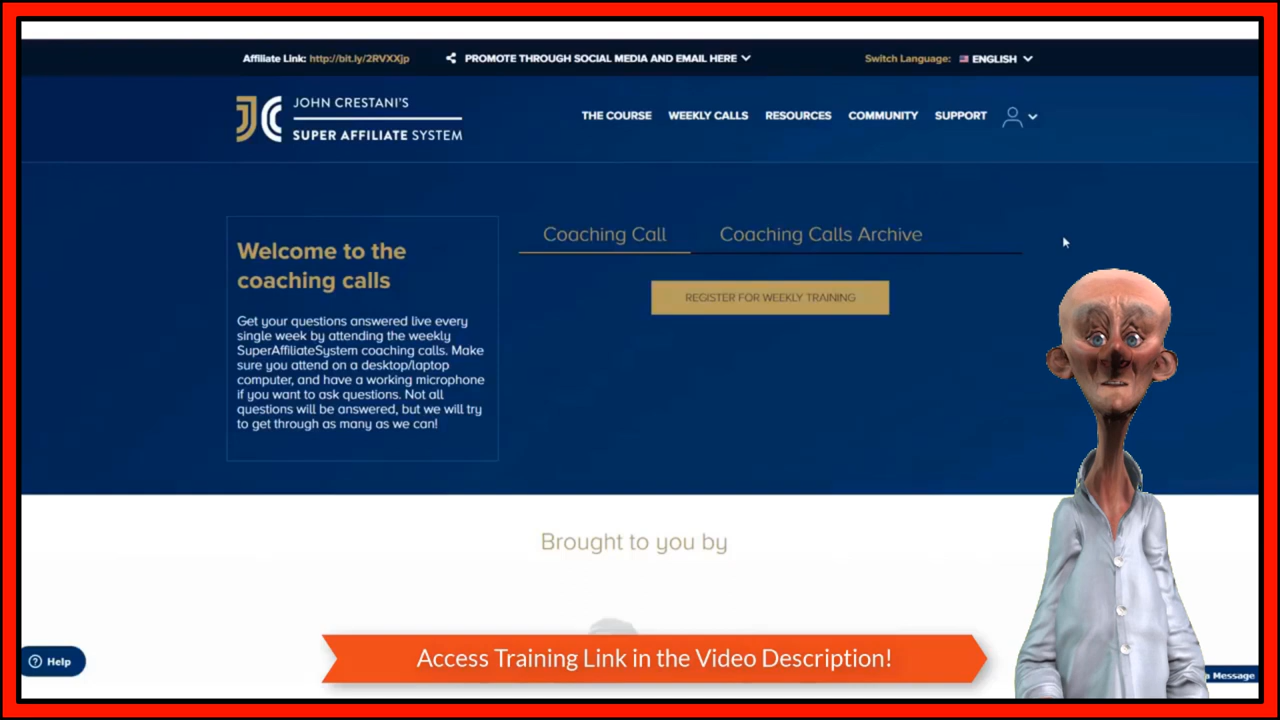 Affiliate Link: http://bit.ly/2RVXXjp
PROMOTE THROUGH SOCIAL MEDIA AND EMAIL HERE
Switch Language: ENGLISH
JC
JOHN CRESTANI'S
SUPER AFFILIATE SYSTEM
THE COURSE
WEEKLY CALLS
RESOURCES
COMMUNITY
SUPPORT
Welcome to the
coaching calls
Get your questions answered live every
single week by attending the weekly
SuperAffiliateSystem coaching calls. Make
sure you attend on a desktop/laptop
computer, and have a working microphone
if you want to ask questions. Not all
questions will be answered, but we will try
to get through as many as we can!
Coaching Call
Coaching Calls Archive
REGISTER FOR WEEKLY TRAINING
Brought to you by
Access Training Link in the Video Description!
? Help
a Message